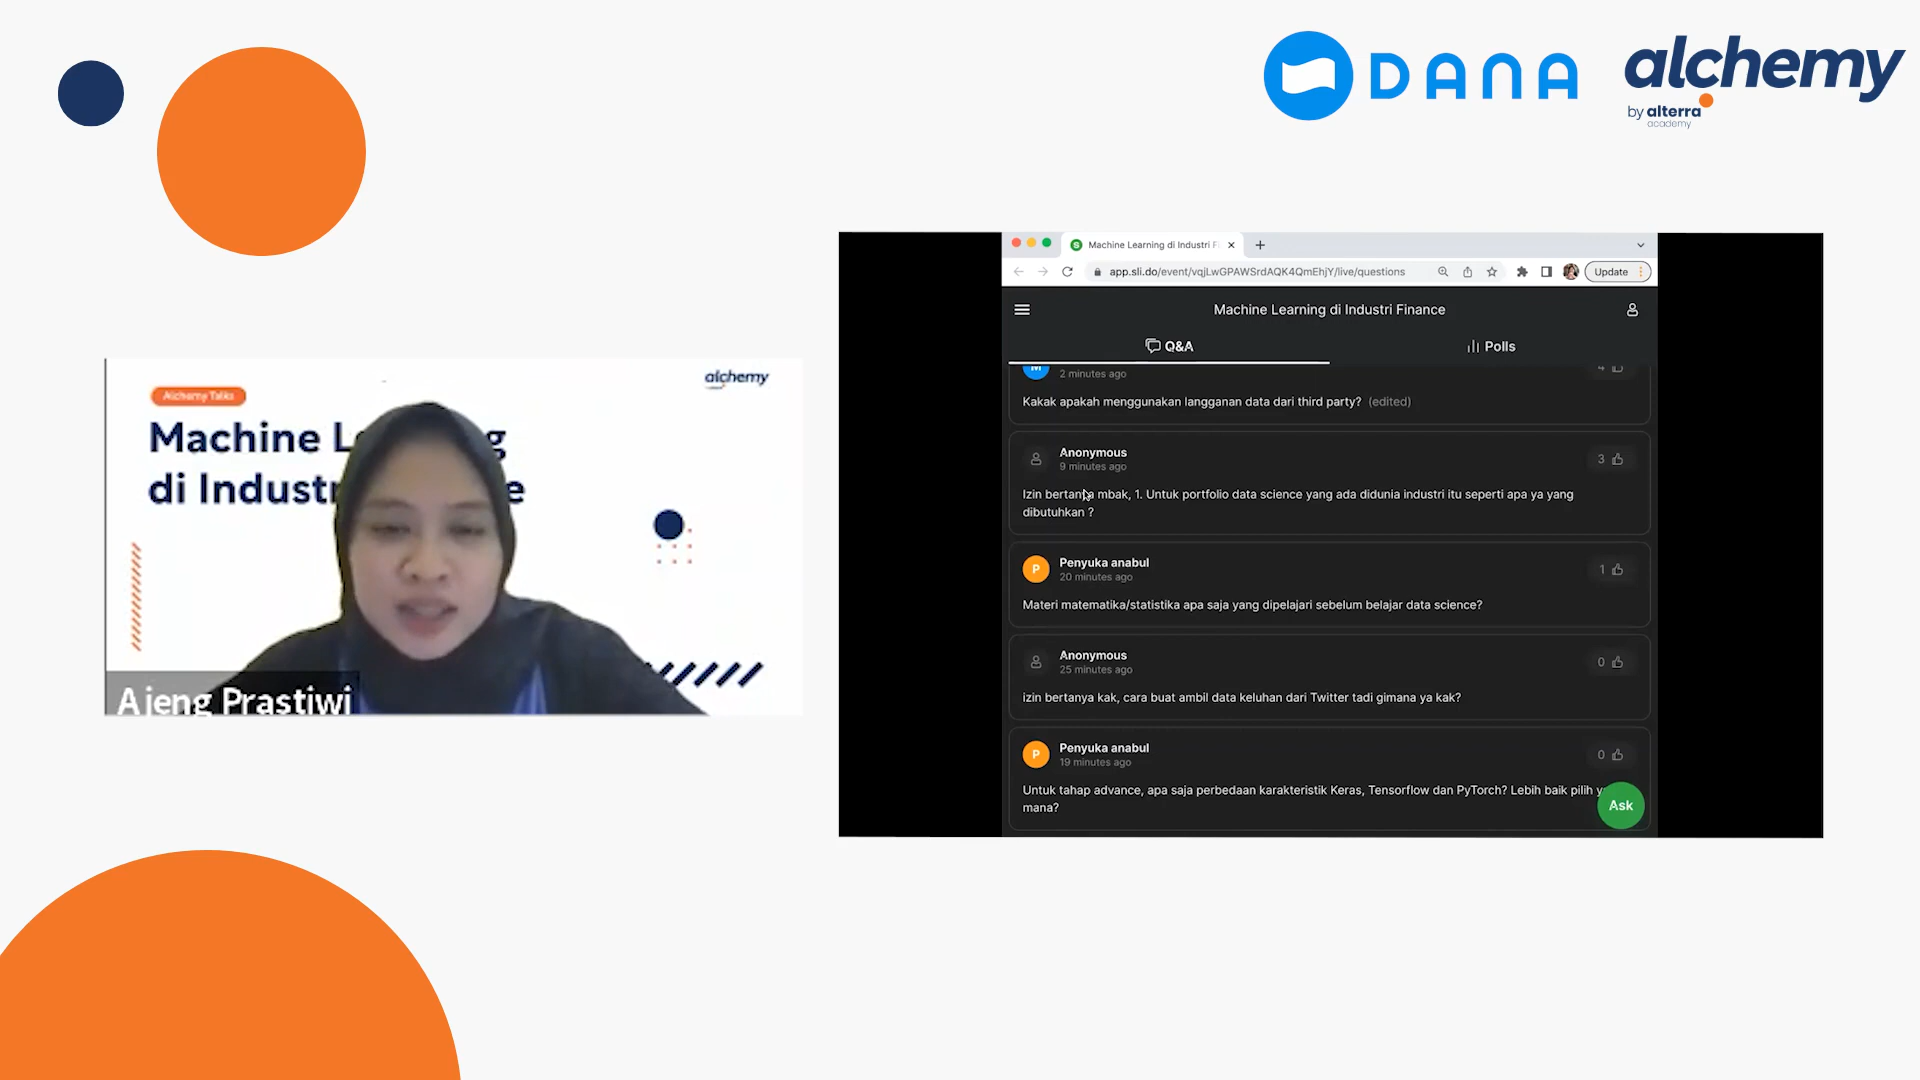 DANA
alchemy
by alterra
academy
Alchemy Talks
alchemy
Machine L g
di Industr e
Ajeng Prastiwi
Machine Learning di Industri F
app.sli.do/event/vqjLwGPAWSrdAQK4QmEhjY/live/questions
Update
Machine Learning di Industri Finance
Q&A
Polls
M
2 minutes ago
4
Kakak apakah menggunakan langganan data dari third party? (edited)
Anonymous
9 minutes ago
3
Izin bertanya mbak, 1. Untuk portfolio data science yang ada didunia industri itu seperti apa ya yang
dibutuhkan ?
P
Penyuka anabul
20 minutes ago
1
Materi matematika/statistika apa saja yang dipelajari sebelum belajar data science?
Anonymous
25 minutes ago
0
izin bertanya kak, cara buat ambil data keluhan dari Twitter tadi gimana ya kak?
P
Penyuka anabul
19 minutes ago
0
Untuk tahap advance, apa saja perbedaan karakteristik Keras, Tensorflow dan PyTorch? Lebih baik pilih y
mana?
Ask